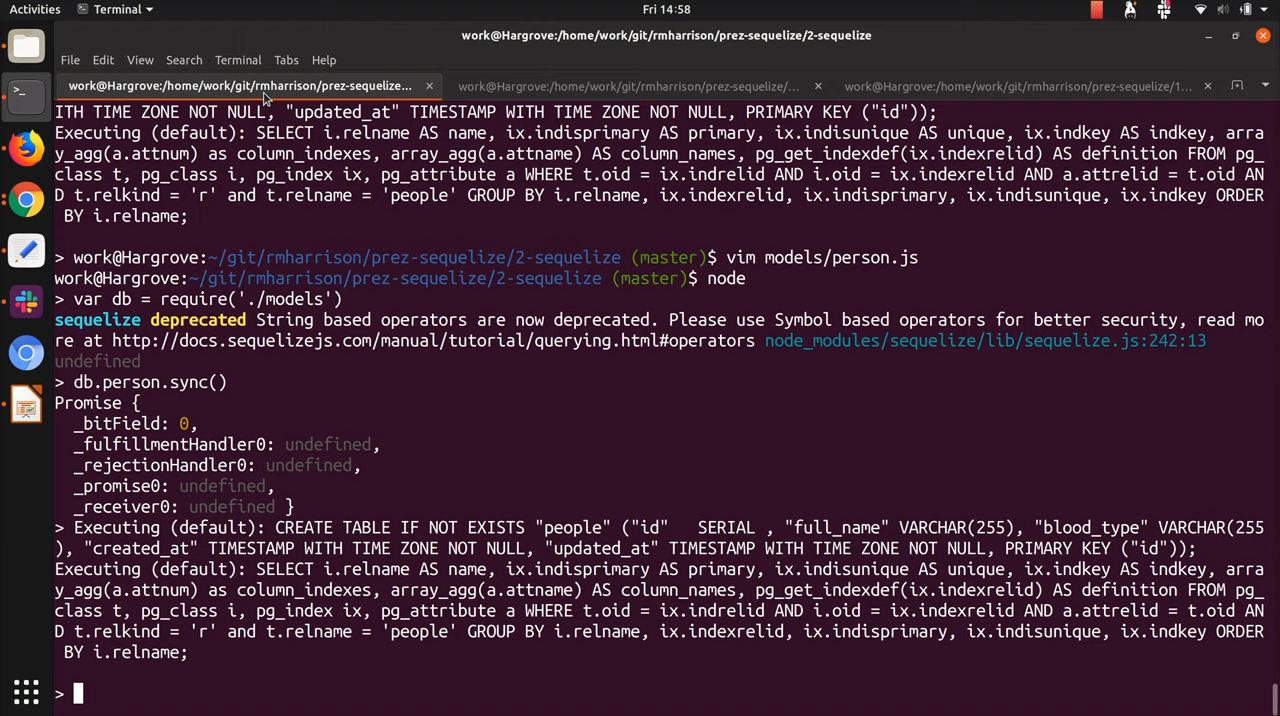 Activities Terminal Fri 14:58
work@Hargrove:/home/work/git/rmharrison/prez-sequelize/2-sequelize
File Edit View Search Terminal Tabs Help
work@Hargrove:/home/work/git/rmharrison/prez-sequelize... × work@Hargrove:/home/work/git/rmharrison/prez-sequelize/... × work@Hargrove:/home/work/git/rmharrison/prez-sequelize/1... ×
ITH TIME ZONE NOT NULL, "updated_at" TIMESTAMP WITH TIME ZONE NOT NULL, PRIMARY KEY ("id"));
Executing (default): SELECT i.relname AS name, ix.indisprimary AS primary, ix.indisunique AS unique, ix.indkey AS indkey, arra
y_agg(a.attnum) as column_indexes, array_agg(a.attname) AS column_names, pg_get_indexdef(ix.indexrelid) AS definition FROM pg_
class t, pg_class i, pg_index ix, pg_attribute a WHERE t.oid = ix.indrelid AND i.oid = ix.indexrelid AND a.attrelid = t.oid AN
D t.relkind = 'r' and t.relname = 'people' GROUP BY i.relname, ix.indexrelid, ix.indisprimary, ix.indisunique, ix.indkey ORDER
BY i.relname;
> work@Hargrove:~/git/rmharrison/prez-sequelize/2-sequelize (master)$ vim models/person.js
work@Hargrove:~/git/rmharrison/prez-sequelize/2-sequelize (master)$ node
> var db = require('./models')
sequelize deprecated String based operators are now deprecated. Please use Symbol based operators for better security, read mo
re at http://docs.sequelizejs.com/manual/tutorial/querying.html#operators node_modules/sequelize/lib/sequelize.js:242:13
undefined
> db.person.sync()
Promise {
_bitField: 0,
_fulfillmentHandler0: undefined,
_rejectionHandler0: undefined,
_promise0: undefined,
_receiver0: undefined }
> Executing (default): CREATE TABLE IF NOT EXISTS "people" ("id"   SERIAL , "full_name" VARCHAR(255), "blood_type" VARCHAR(255
), "created_at" TIMESTAMP WITH TIME ZONE NOT NULL, "updated_at" TIMESTAMP WITH TIME ZONE NOT NULL, PRIMARY KEY ("id"));
Executing (default): SELECT i.relname AS name, ix.indisprimary AS primary, ix.indisunique AS unique, ix.indkey AS indkey, arra
y_agg(a.attnum) as column_indexes, array_agg(a.attname) AS column_names, pg_get_indexdef(ix.indexrelid) AS definition FROM pg_
class t, pg_class i, pg_index ix, pg_attribute a WHERE t.oid = ix.indrelid AND i.oid = ix.indexrelid AND a.attrelid = t.oid AN
D t.relkind = 'r' and t.relname = 'people' GROUP BY i.relname, ix.indexrelid, ix.indisprimary, ix.indisunique, ix.indkey ORDER
BY i.relname;
>